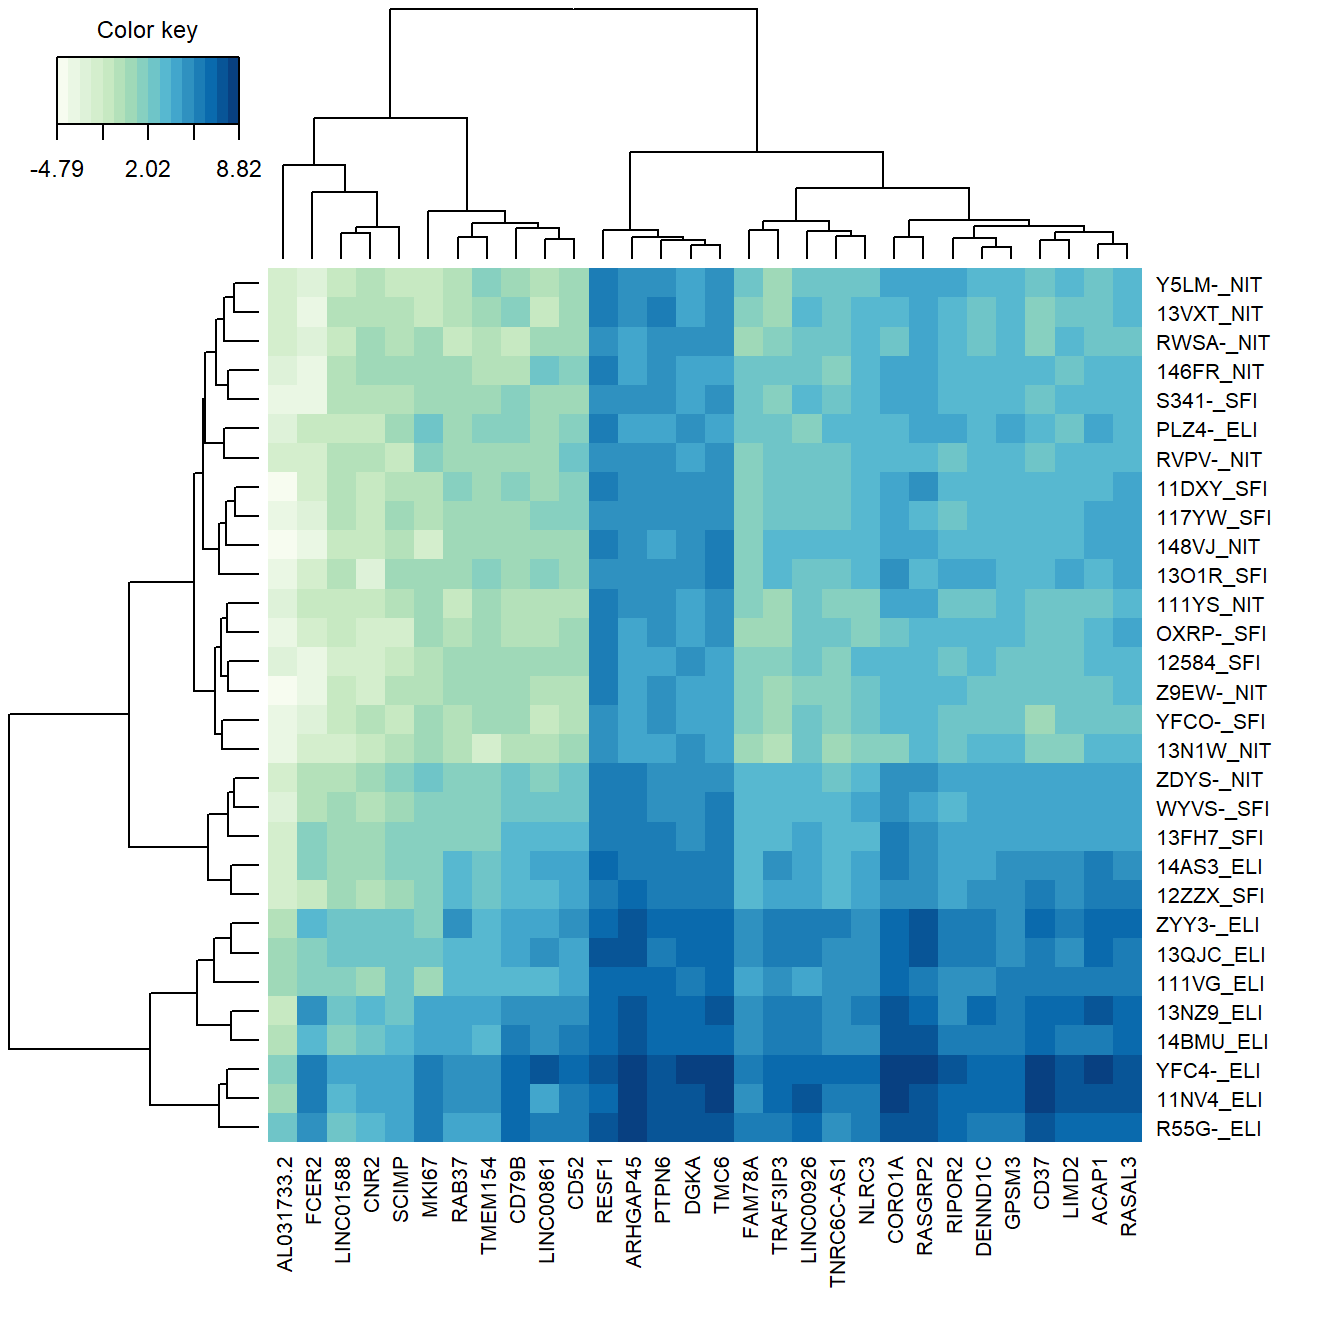 Color key
-4.79 2.02 8.82
Y5LM-_NIT
13VXT_NIT
RWSA-_NIT
146FR_NIT
S341-_SFI
PLZ4-_ELI
RVPV-_NIT
11DXY_SFI
117YW_SFI
148VJ_NIT
13O1R_SFI
111YS_NIT
OXRP-_SFI
12584_SFI
Z9EW-_NIT
YFCO-_SFI
13N1W_NIT
ZDYS-_NIT
WYVS-_SFI
13FH7_SFI
14AS3_ELI
12ZZX_SFI
ZYY3-_ELI
13QJC_ELI
111VG_ELI
13NZ9_ELI
14BMU_ELI
YFC4-_ELI
11NV4_ELI
R55G-_ELI
AL031733.2
FCER2
LINC01588
CNR2
SCIMP
MKI67
RAB37
TMEM154
CD79B
LINC00861
CD52
RESF1
ARHGAP45
PTPN6
DGKA
TMC6
FAM78A
TRAF3IP3
LINC00926
TNRC6C-AS1
NLRC3
CORO1A
RASGRP2
RIPOR2
DENND1C
GPSM3
CD37
LIMD2
ACAP1
RASAL3